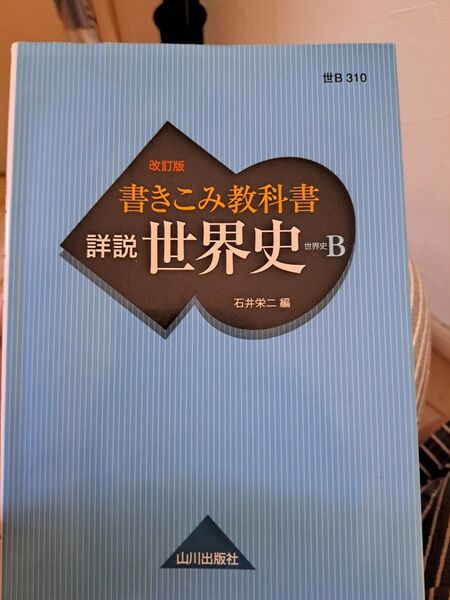 世B 310
改訂版
書きこみ教科書
詳説 世界史 世界史B
石井栄二 編
山川出版社